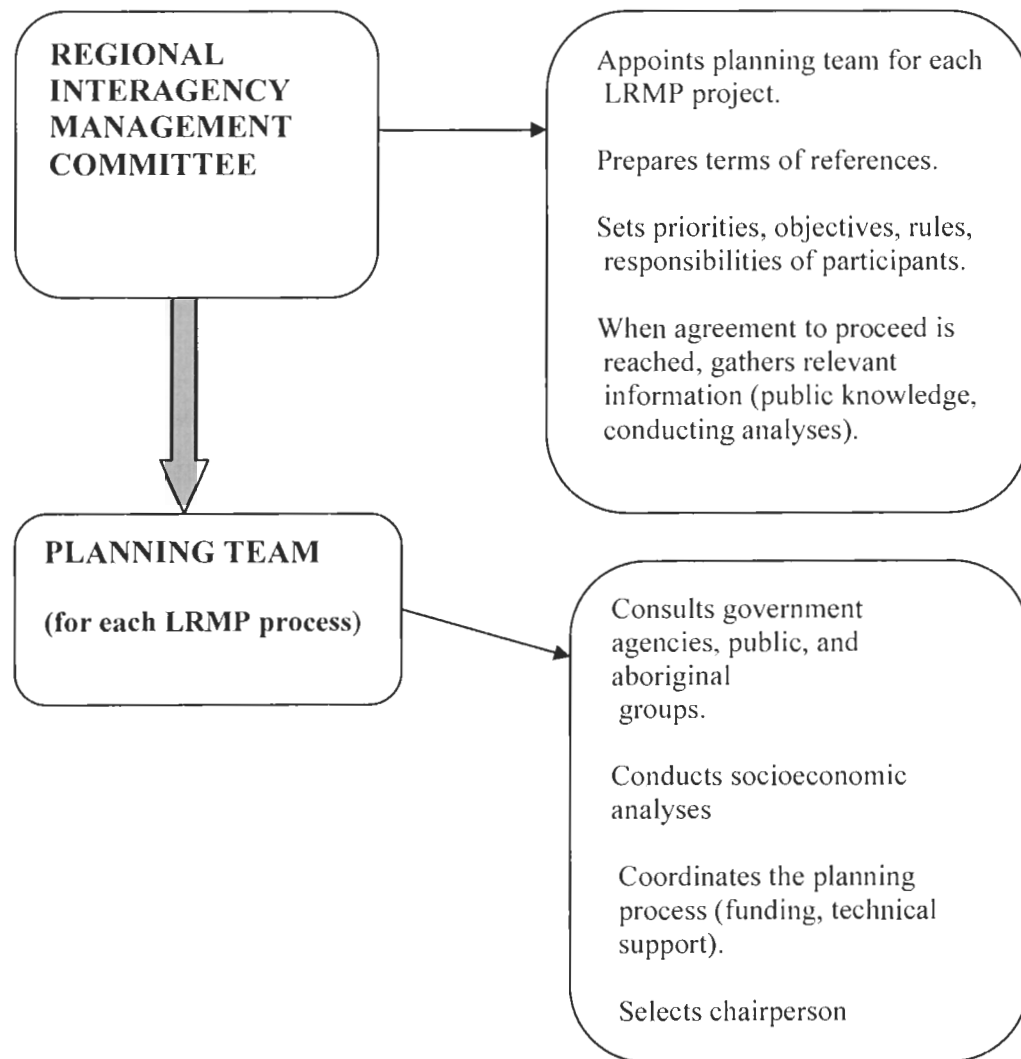 REGIONAL
INTERAGENCY
MANAGEMENT
COMMITTEE
Appoints planning team for each
LRMP project.
Prepares terms of references.
Sets priorities, objectives, rules,
responsibilities of participants.
When agreement to proceed is
reached, gathers relevant
information (public knowledge,
conducting analyses).
PLANNING TEAM
(for each LRMP process)
Consults government
agencies, public, and
aboriginal
groups.
Conducts socioeconomic
analyses
Coordinates the planning
process (funding, technical
support).
Selects chairperson